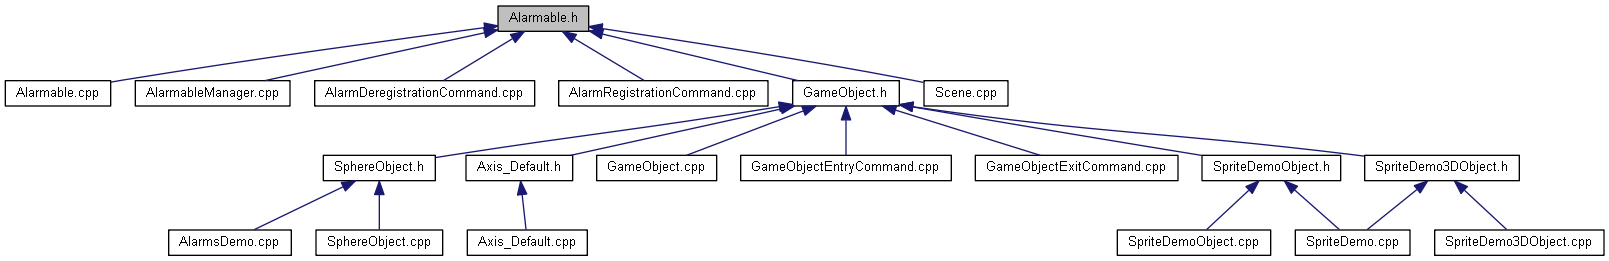 Alarmable.h
Alarmable.cpp
AlarmableManager.cpp
AlarmDeregistrationCommand.cpp
AlarmRegistrationCommand.cpp
GameObject.h
Scene.cpp
SphereObject.h
Axis_Default.h
GameObject.cpp
GameObjectEntryCommand.cpp
GameObjectExitCommand.cpp
SpriteDemoObject.h
SpriteDemo3DObject.h
AlarmsDemo.cpp
SphereObject.cpp
Axis_Default.cpp
SpriteDemoObject.cpp
SpriteDemo.cpp
SpriteDemo3DObject.cpp